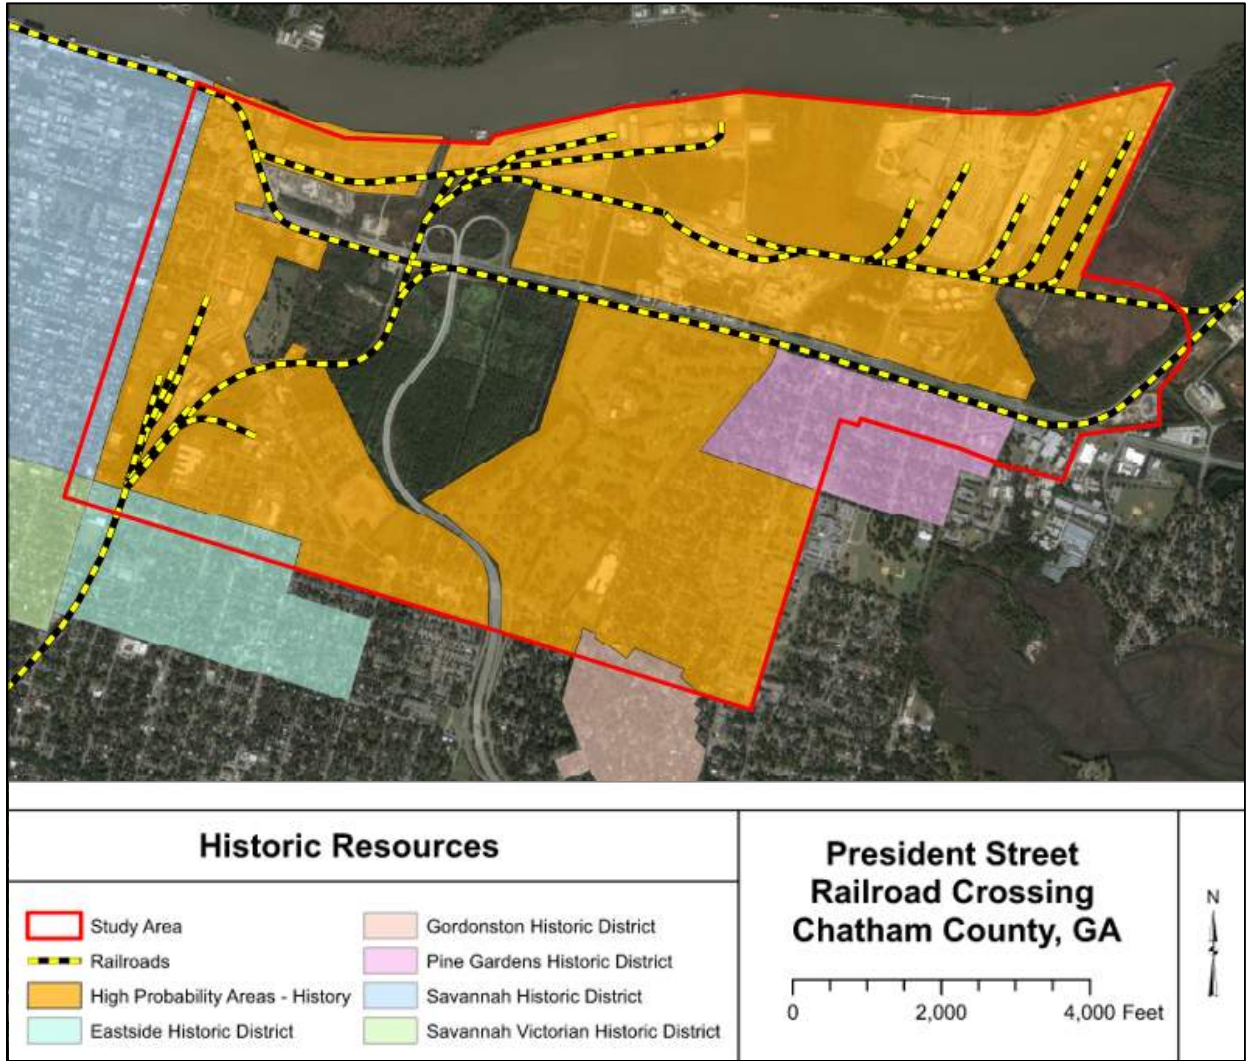 Historic Resources
Study Area
Railroads
High Probability Areas - History
Eastside Historic District
Gordonston Historic District
Pine Gardens Historic District
Savannah Historic District
Savannah Victorian Historic District
President Street
Railroad Crossing
Chatham County, GA
0 2,000 4,000 Feet
N